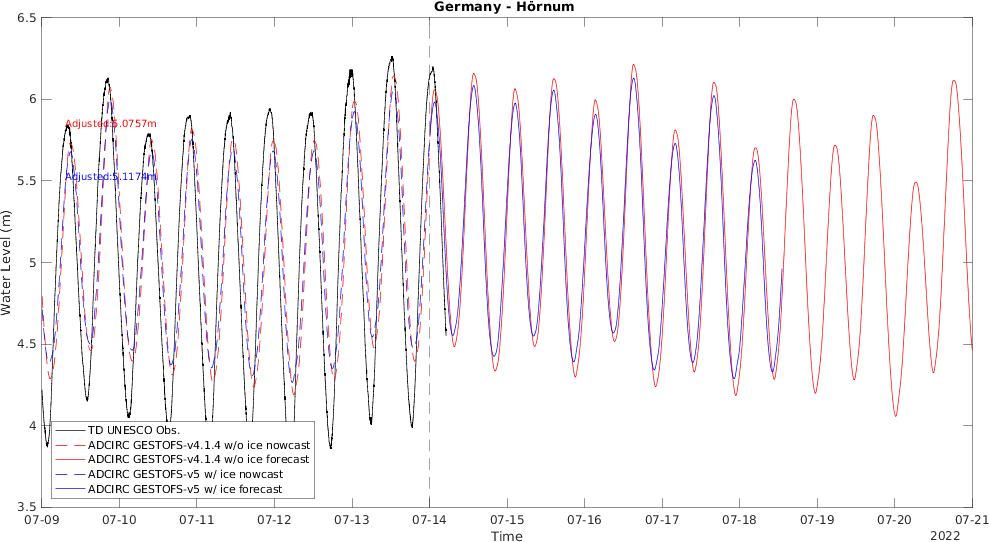 Germany - Hörnum
6.5
6
5.5
5
4.5
4
3.5
Water Level (m)
Adjusted:5.0757m
Adjusted:5.1174m
TD UNESCO Obs.
ADCIRC GESTOFS-v4.1.4 w/o ice nowcast
ADCIRC GESTOFS-v4.1.4 w/o ice forecast
ADCIRC GESTOFS-v5 w/ ice nowcast
ADCIRC GESTOFS-v5 w/ ice forecast
07-09 07-10 07-11 07-12 07-13 07-14 07-15 07-16 07-17 07-18 07-19 07-20 07-21
Time
2022